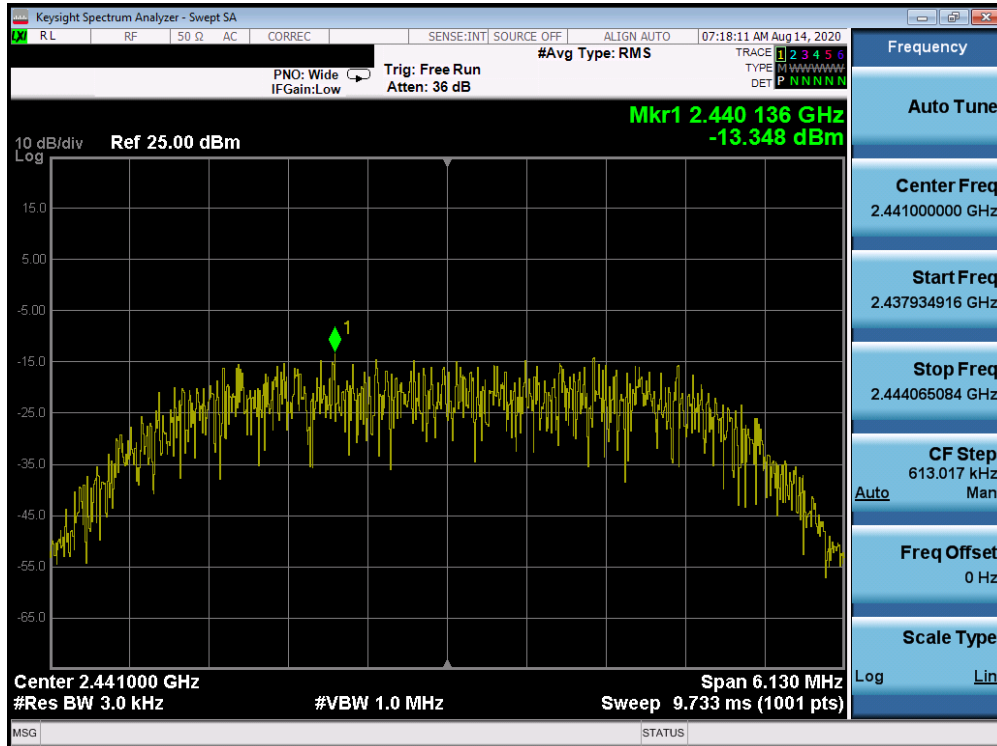 Keysight Spectrum Analyzer - Swept SA
LXI RL RF 50 Ω AC CORREC SENSE:INT SOURCE OFF ALIGN AUTO 07:18:11 AM Aug 14, 2020
#Avg Type: RMS
TRACE 1 2 3 4 5 6
PNO: Wide Trig: Free Run
TYPE M WWWWW
IFGain:Low Atten: 36 dB
DET P N N N N N
Mkr1 2.440 136 GHz
-13.348 dBm
10 dB/div Ref 25.00 dBm
Log
15.0
5.00
-5.00
1
-15.0
-25.0
-35.0
-45.0
-55.0
-65.0
Center 2.441000 GHz Span 6.130 MHz
#Res BW 3.0 kHz #VBW 1.0 MHz Sweep 9.733 ms (1001 pts)
MSG STATUS
Frequency
Auto Tune
Center Freq
2.441000000 GHz
Start Freq
2.437934916 GHz
Stop Freq
2.444065084 GHz
CF Step
613.017 kHz
Auto Man
Freq Offset
0 Hz
Scale Type
Log Lin